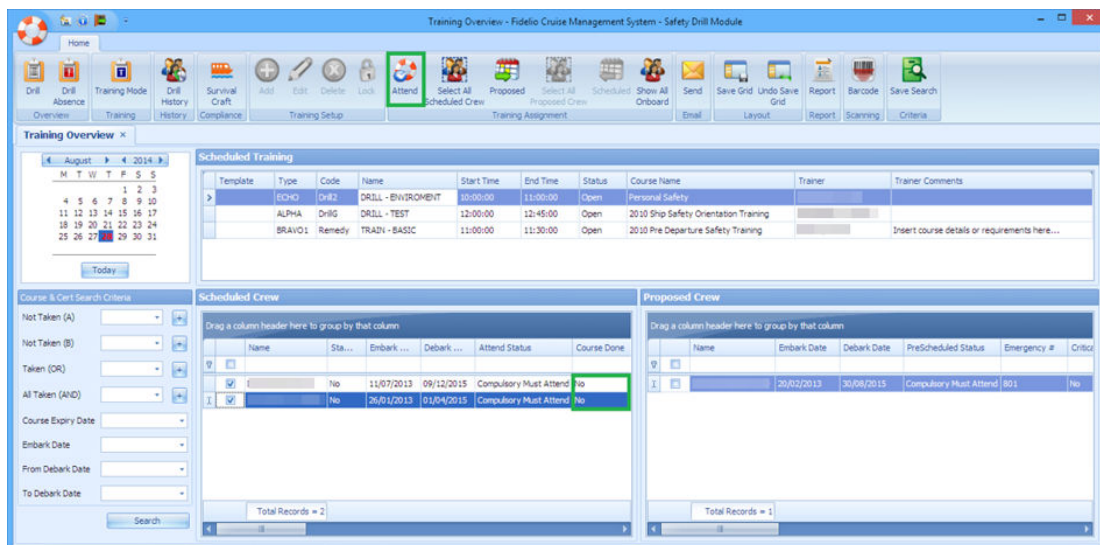 Training Overview - Fidelio Cruise Management System - Safety Drill Module
Home
Drill
Drill Absence
Training Mode
Drill History
Survival Craft
Add
Edit
Delete
Lock
Attend
Select All Scheduled Crew
Proposed
Select All Proposed Crew
Scheduled
Show All Onboard
Send
Save Grid
Undo Save Grid
Report
Barcode
Save Search
Overview
Training
History
Compliance
Training Setup
Training Assignment
Email
Layout
Report
Scanning
Criteria
Training Overview ×
August 2014
M T W T F S S
1 2 3
4 5 6 7 8 9 10
11 12 13 14 15 16 17
18 19 20 21 22 23 24
25 26 27 28 29 30 31
Today
Scheduled Training
Template Type Code Name Start Time End Time Status Course Name Trainer Trainer Comments
ECHO Drill2 DRILL - ENVIROMENT 10:00:00 11:00:00 Open Personal Safety
ALPHA DrillG DRILL - TEST 12:00:00 12:45:00 Open 2010 Ship Safety Orientation Training
BRAVO1 Remedy TRAIN - BASIC 11:00:00 11:30:00 Open 2010 Pre Departure Safety Training Insert course details or requirements here...
Course & Cert Search Criteria
Not Taken (A)
Not Taken (B)
Taken (OR)
All Taken (AND)
Course Expiry Date
Embark Date
From Debark Date
To Debark Date
Search
Scheduled Crew
Drag a column header here to group by that column
Name Sta... Embark ... Debark ... Attend Status Course Done
No 11/07/2013 09/12/2015 Compulsory Must Attend No
No 26/01/2013 01/04/2015 Compulsory Must Attend No
Total Records = 2
Proposed Crew
Drag a column header here to group by that column
Name Embark Date Debark Date PreScheduled Status Emergency # Critica
20/02/2013 30/08/2015 Compulsory Must Attend 801 No
Total Records = 1